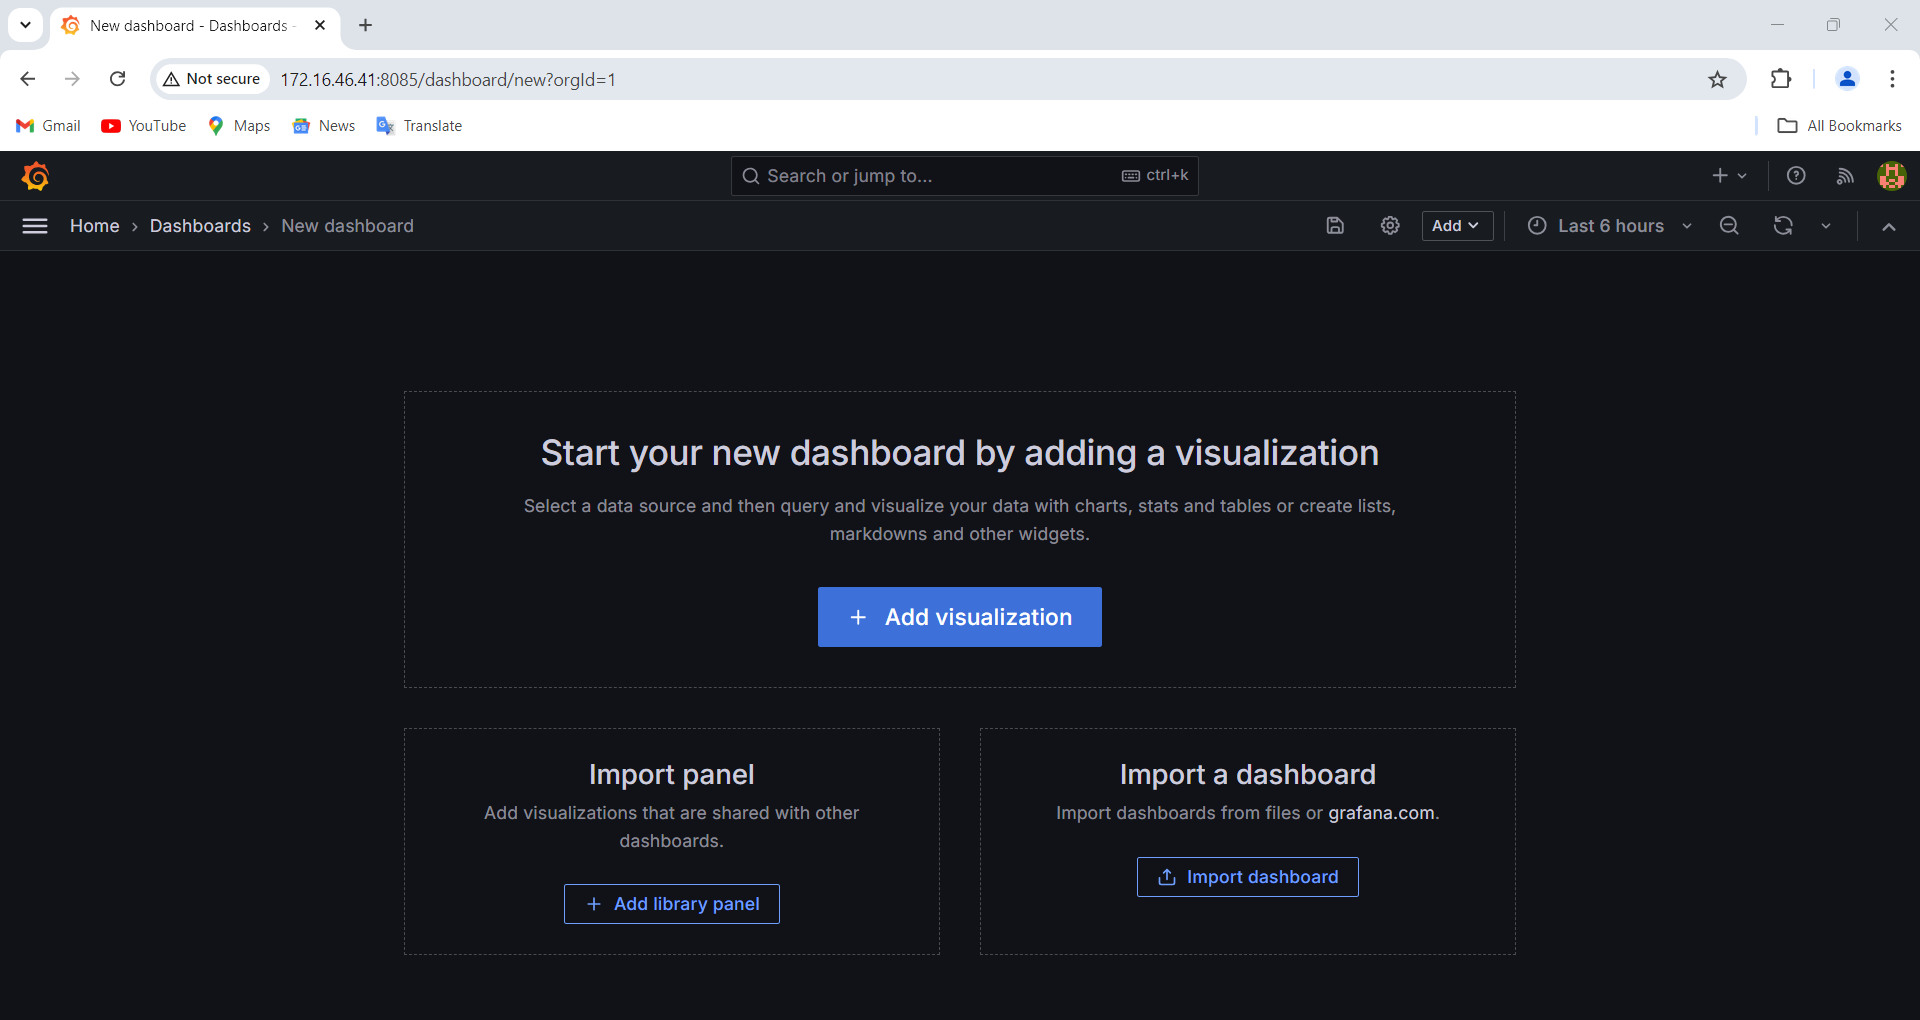 New dashboard - Dashboards -
Not secure
172.16.46.41:8085/dashboard/new?orgId=1
Gmail
YouTube
Maps
News
Translate
All Bookmarks
Search or jump to...
ctrl+k
Home › Dashboards › New dashboard
Add
Last 6 hours
Start your new dashboard by adding a visualization
Select a data source and then query and visualize your data with charts, stats and tables or create lists,
markdowns and other widgets.
+ Add visualization
Import panel
Add visualizations that are shared with other
dashboards.
+ Add library panel
Import a dashboard
Import dashboards from files or grafana.com.
Import dashboard